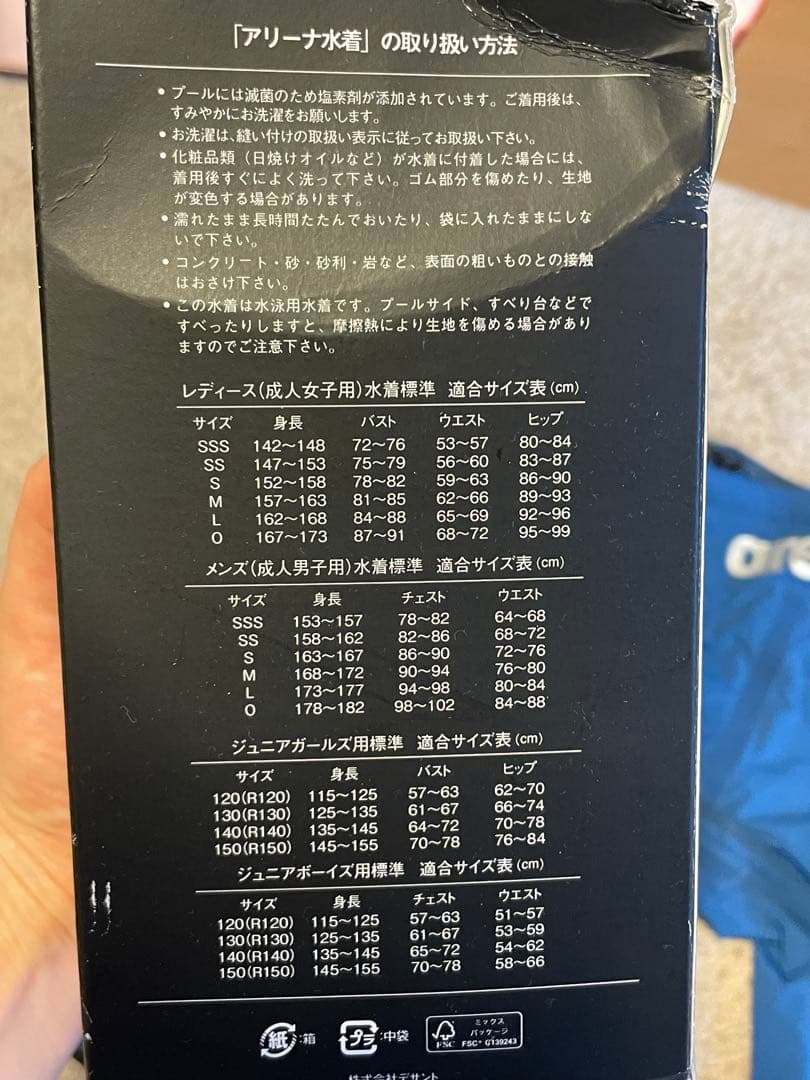 「アリーナ水着」の取り扱い方法
• プールには滅菌のため塩素剤が添加されています。ご着用後は、
すみやかにお洗濯をお願いします。
• お洗濯は、縫い付けの取扱い表示に従ってお取扱い下さい。
• 化粧品類（日焼けオイルなど）が水着に付着した場合には、
着用後すぐによく洗って下さい。ゴム部分を傷めたり、生地
が変色する場合があります。
• 濡れたまま長時間たたんでおいたり、袋に入れたままにしな
いで下さい。
• コンクリート・砂・砂利・岩など、表面の粗いものとの接触
はおさけ下さい。
• この水着は水泳用水着です。プールサイド、すべり台などで
すべったりしますと、摩擦熱により生地を傷める場合があり
ますのでご注意下さい。
レディース（成人女子用）水着標準 適合サイズ表(cm)
サイズ 身長 バスト ウエスト ヒップ
SSS 142～148 72～76 53～57 80～84
SS 147～153 75～79 56～60 83～87
S 152～158 78～82 59～63 86～90
M 157～163 81～85 62～66 89～93
L 162～168 84～88 65～69 92～96
O 167～173 87～91 68～72 95～99
メンズ（成人男子用）水着標準 適合サイズ表(cm)
サイズ 身長 チェスト ウエスト
SSS 153～157 78～82 64～68
SS 158～162 82～86 68～72
S 163～167 86～90 72～76
M 168～172 90～94 76～80
L 173～177 94～98 80～84
O 178～182 98～102 84～88
ジュニアガールズ用標準 適合サイズ表(cm)
サイズ 身長 バスト ヒップ
120(R120) 115～125 57～63 62～70
130(R130) 125～135 61～67 66～74
140(R140) 135～145 64～72 70～78
150(R150) 145～155 70～78 76～84
ジュニアボーイズ用標準 適合サイズ表(cm)
サイズ 身長 チェスト ウエスト
120(R120) 115～125 57～63 51～57
130(R130) 125～135 61～67 53～59
140(R140) 135～145 65～72 54～62
150(R150) 145～155 70～78 58～66
紙 :箱 プラ :中袋 FSC ミックス
パッケージ
FSC® C139243
株式会社デサント